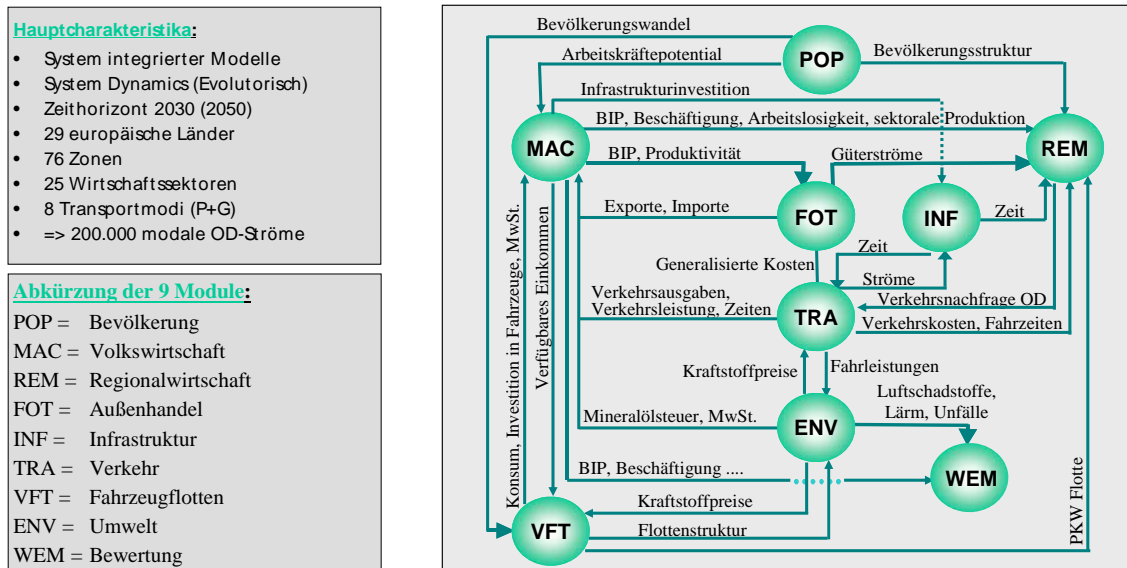 Hauptcharakteristika:
• System integrierter Modelle
• System Dynamics (Evolutorisch)
• Zeithorizont 2030 (2050)
• 29 europäische Länder
• 76 Zonen
• 25 Wirtschaftssektoren
• 8 Transportmodi (P+G)
• => 200.000 modale OD-Ströme
Abkürzung der 9 Module:
POP = Bevölkerung
MAC = Volkswirtschaft
REM = Regionalwirtschaft
FOT = Außenhandel
INF = Infrastruktur
TRA = Verkehr
VFT = Fahrzeugflotten
ENV = Umwelt
WEM = Bewertung
Bevölkerungswandel
Arbeitskräftepotential
POP
Bevölkerungsstruktur
Infrastrukturinvestition
BIP, Beschäftigung, Arbeitslosigkeit, sektorale Produktion
MAC
REM
BIP, Produktivität
Güterströme
Exporte, Importe
FOT
INF
Zeit
Zeit
Generalisierte Kosten
Ströme
Verkehrsausgaben,
Verkehrsleistung, Zeiten
TRA
Verkehrsnachfrage OD
Verkehrskosten, Fahrzeiten
Kraftstoffpreise
Fahrleistungen
Luftschadstoffe,
Lärm, Unfälle
Mineralölsteuer, MwSt.
ENV
BIP, Beschäftigung ....
WEM
Kraftstoffpreise
VFT
Flottenstruktur
Konsum, Investition in Fahrzeuge, MwSt.
Verfügbares Einkommen
PKW Flotte